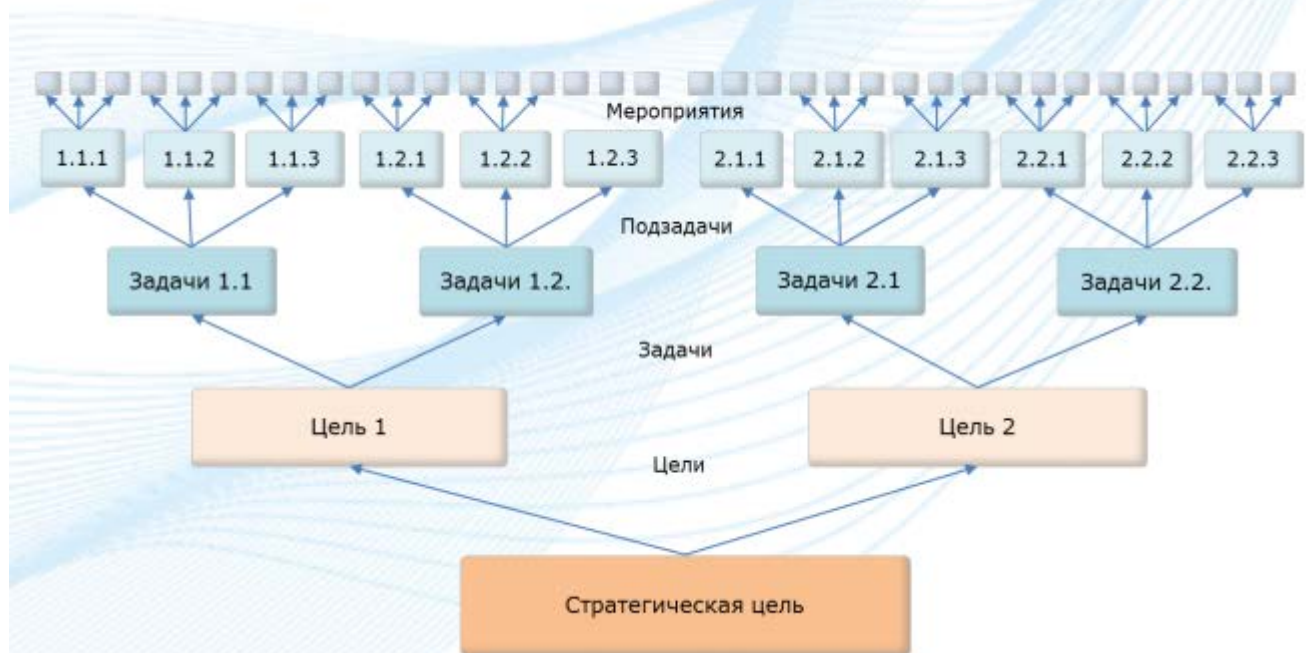 Мероприятия
1.1.1 1.1.2 1.1.3 1.2.1 1.2.2 1.2.3 2.1.1 2.1.2 2.1.3 2.2.1 2.2.2 2.2.3
Подзадачи
Задачи 1.1 Задачи 1.2. Задачи 2.1 Задачи 2.2.
Задачи
Цель 1 Цель 2
Цели
Стратегическая цель